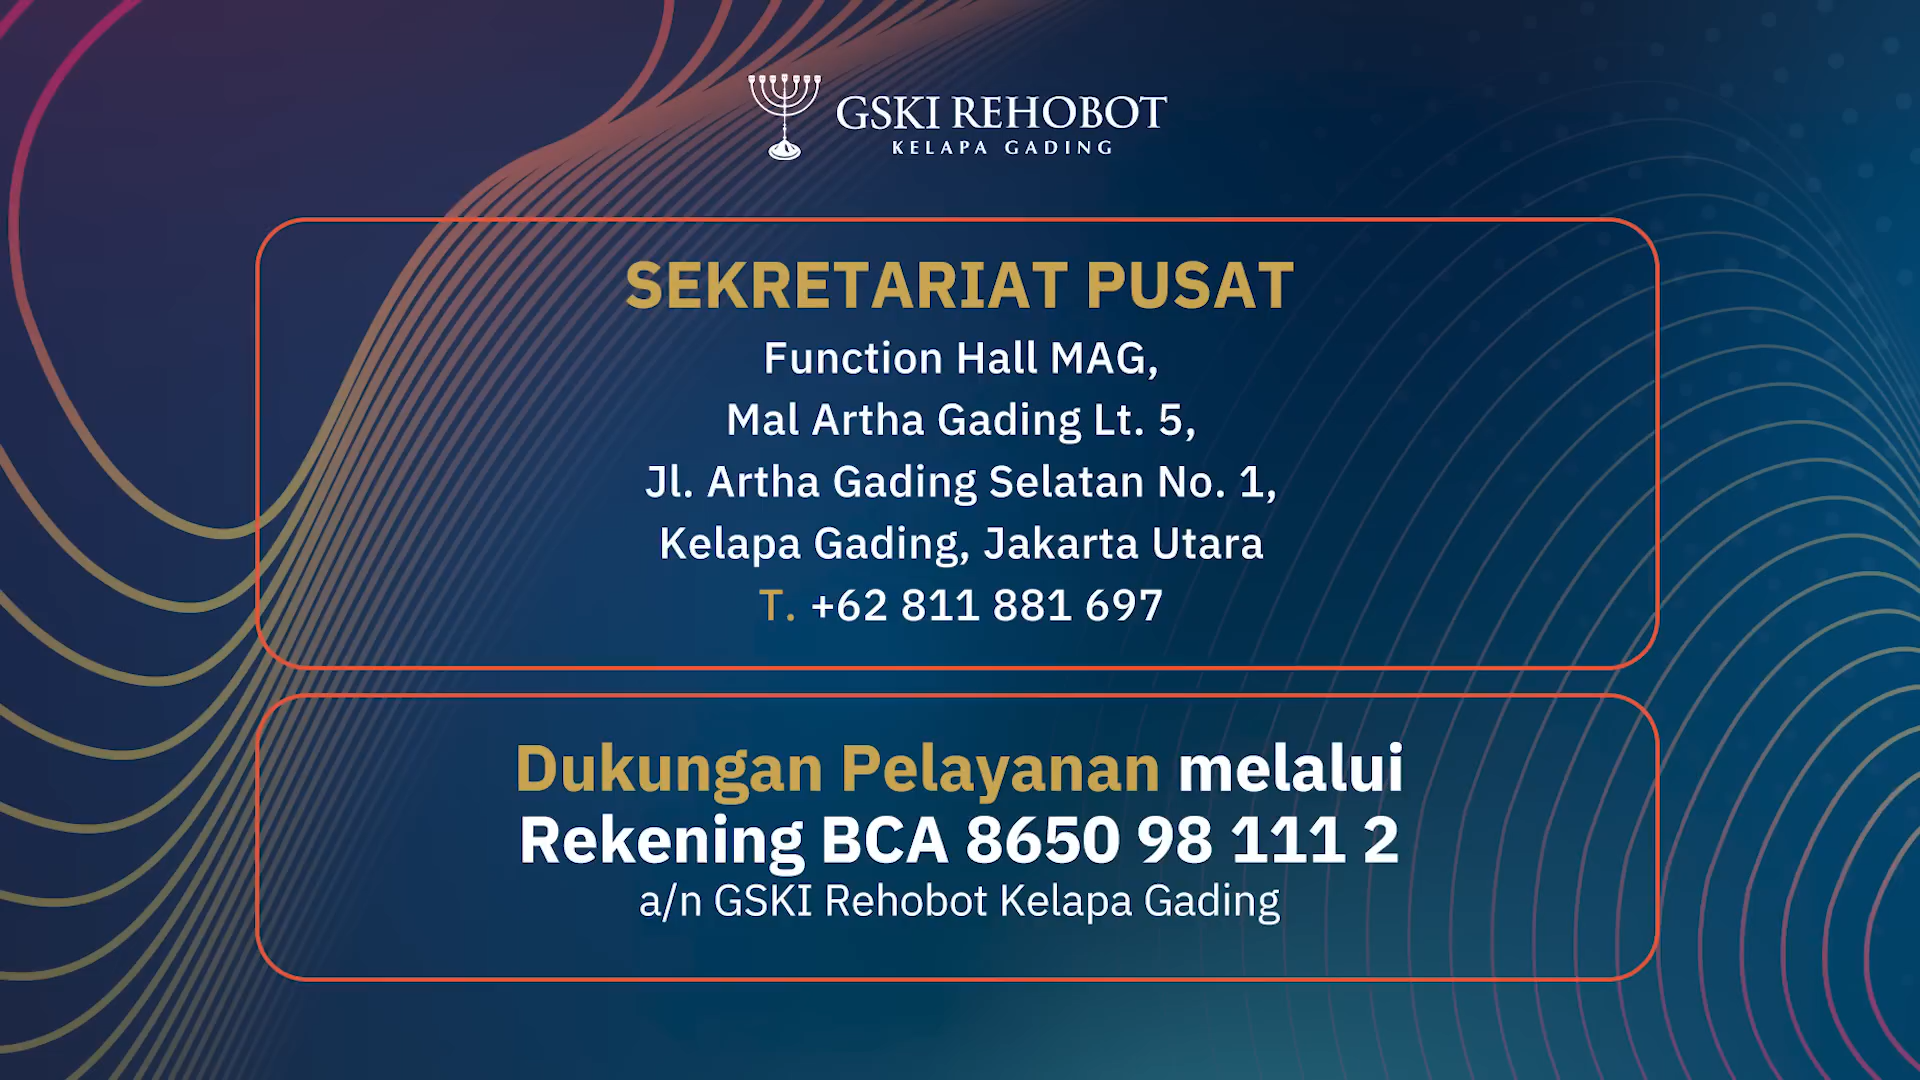 GSKI REHOBOT
KELAPA GADING
SEKRETARIAT PUSAT
Function Hall MAG,
Mal Artha Gading Lt. 5,
Jl. Artha Gading Selatan No. 1,
Kelapa Gading, Jakarta Utara
T. +62 811 881 697
Dukungan Pelayanan melalui
Rekening BCA 8650 98 111 2
a/n GSKI Rehobot Kelapa Gading